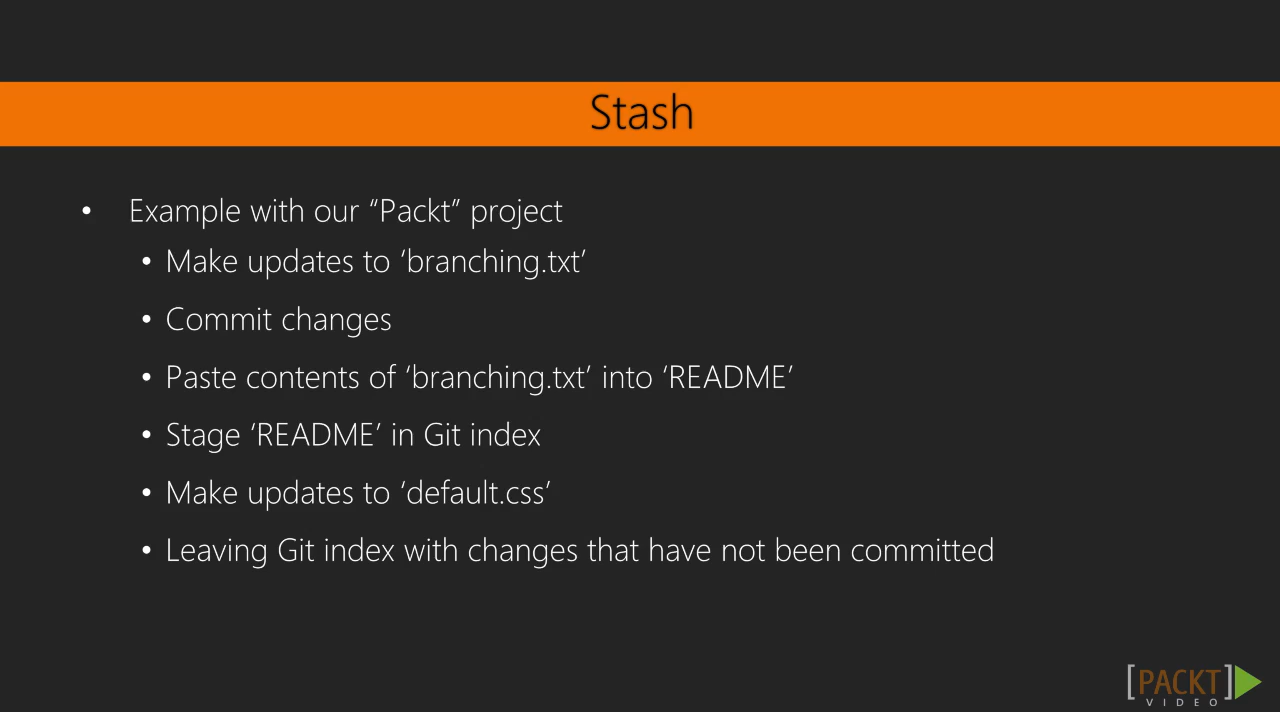 Stash
• Example with our “Packt” project
• Make updates to ‘branching.txt’
• Commit changes
• Paste contents of ‘branching.txt’ into ‘README’
• Stage ‘README’ in Git index
• Make updates to ‘default.css’
• Leaving Git index with changes that have not been committed
[PACKT]
VIDEO